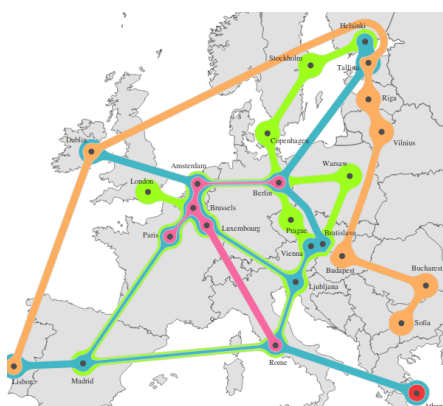 Helsinki
Stockholm
Tallinn
Riga
Copenhagen
Vilnius
Dublin
Amsterdam
Warsaw
London
Berlin
Brussels
Prague
Paris
Luxembourg
Bratislava
Vienna
Budapest
Ljubljana
Bucharest
Sofia
Rome
Madrid
Lisbon